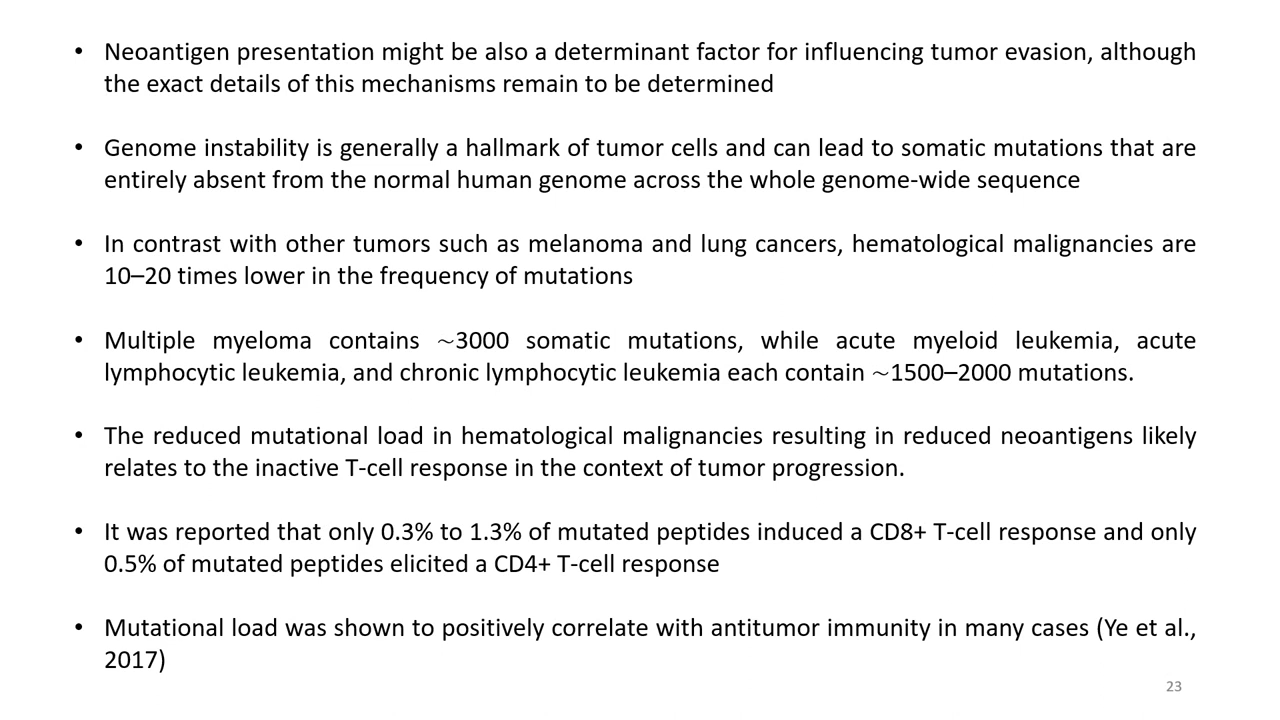 • Neoantigen presentation might be also a determinant factor for influencing tumor evasion, although
the exact details of this mechanisms remain to be determined
• Genome instability is generally a hallmark of tumor cells and can lead to somatic mutations that are
entirely absent from the normal human genome across the whole genome-wide sequence
• In contrast with other tumors such as melanoma and lung cancers, hematological malignancies are
10–20 times lower in the frequency of mutations
• Multiple myeloma contains ∼3000 somatic mutations, while acute myeloid leukemia, acute
lymphocytic leukemia, and chronic lymphocytic leukemia each contain ∼1500–2000 mutations.
• The reduced mutational load in hematological malignancies resulting in reduced neoantigens likely
relates to the inactive T-cell response in the context of tumor progression.
• It was reported that only 0.3% to 1.3% of mutated peptides induced a CD8+ T-cell response and only
0.5% of mutated peptides elicited a CD4+ T-cell response
• Mutational load was shown to positively correlate with antitumor immunity in many cases (Ye et al.,
2017)
23